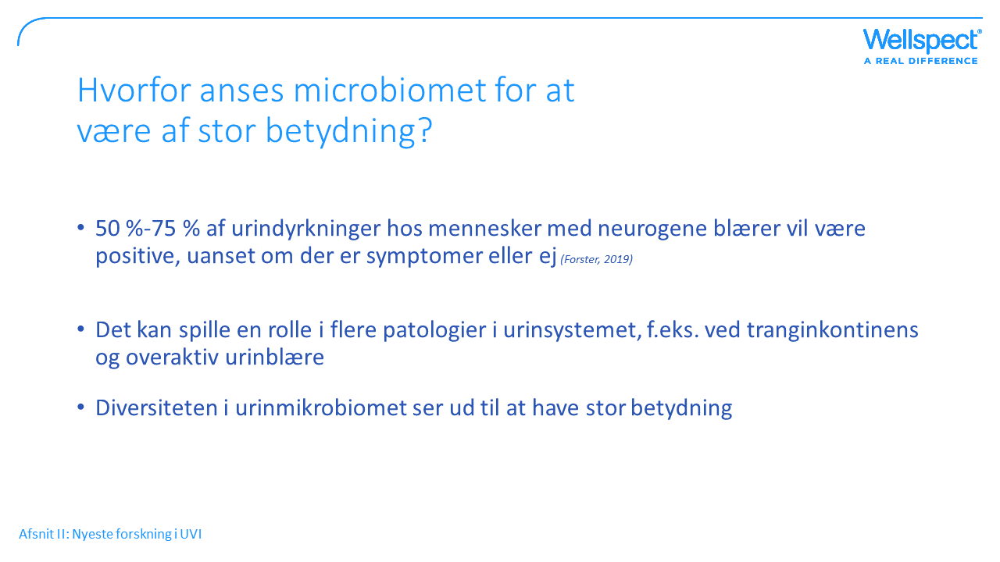 Wellspect®
A REAL DIFFERENCE
Hvorfor anses microbiomet for at
være af stor betydning?
• 50 %-75 % af urindyrkninger hos mennesker med neurogene blærer vil være
positive, uanset om der er symptomer eller ej (Forster, 2019)
• Det kan spille en rolle i flere patologier i urinsystemet, f.eks. ved tranginkontinens
og overaktiv urinblære
• Diversiteten i urinmikrobiomet ser ud til at have stor betydning
Afsnit II: Nyeste forskning i UVI